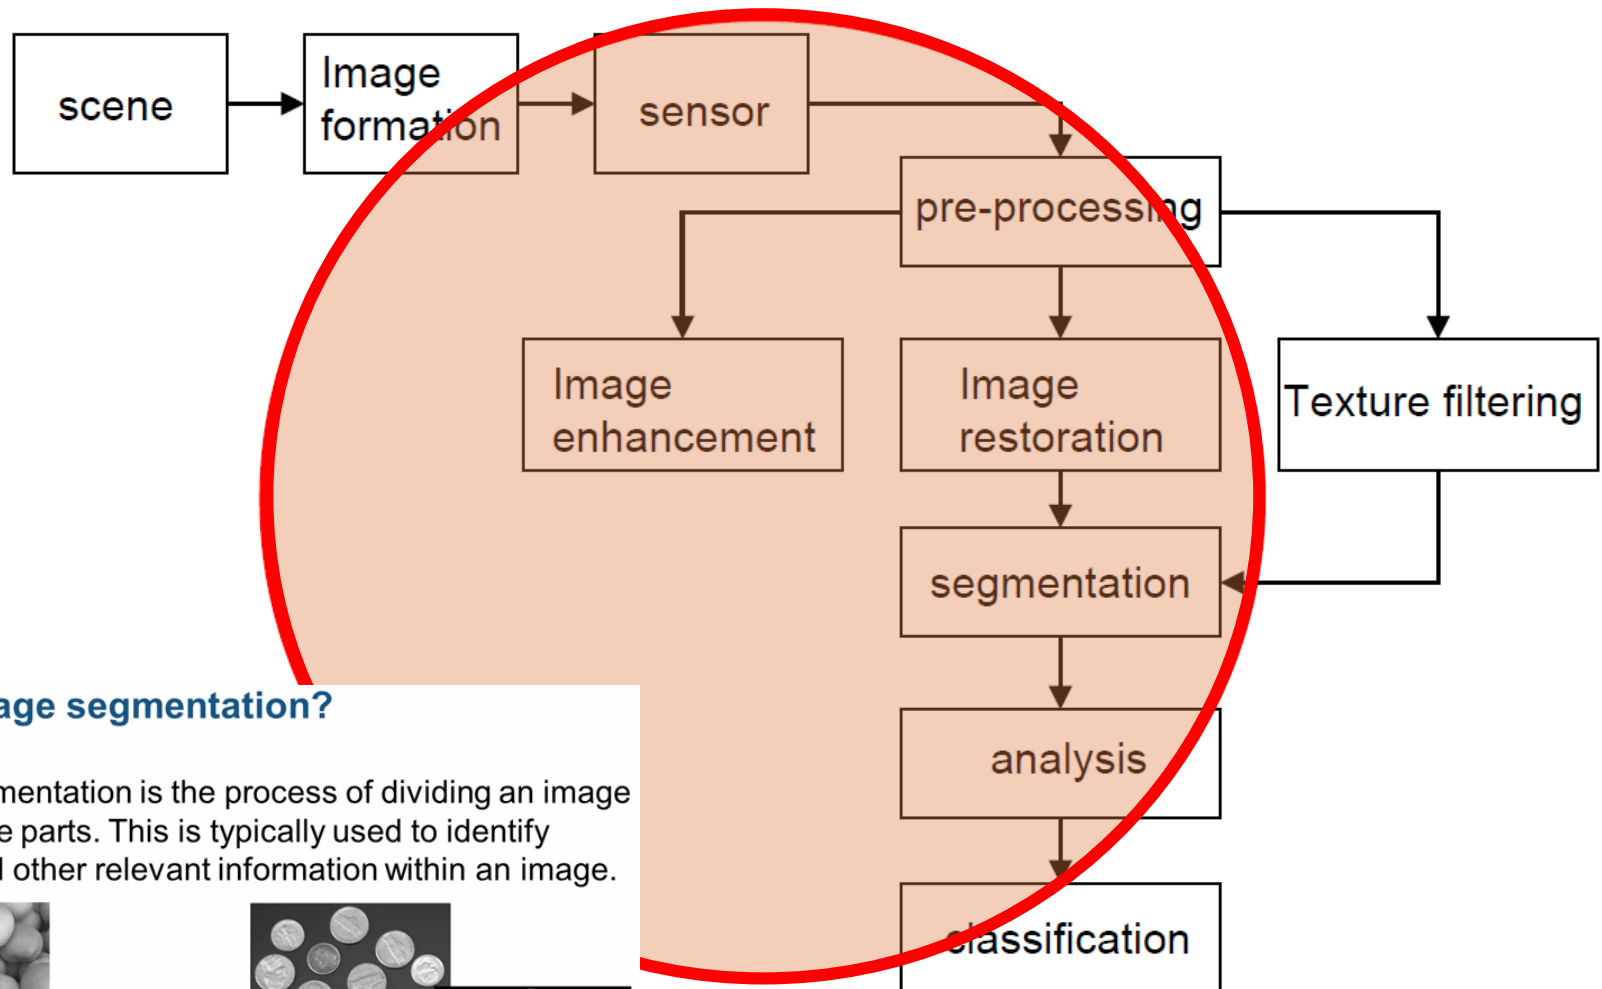 scene
Image
formation
sensor
pre-processing
Image
enhancement
Image
restoration
Texture filtering
segmentation
analysis
classification
age segmentation?
mentation is the process of dividing an image
e parts. This is typically used to identify
other relevant information within an image.